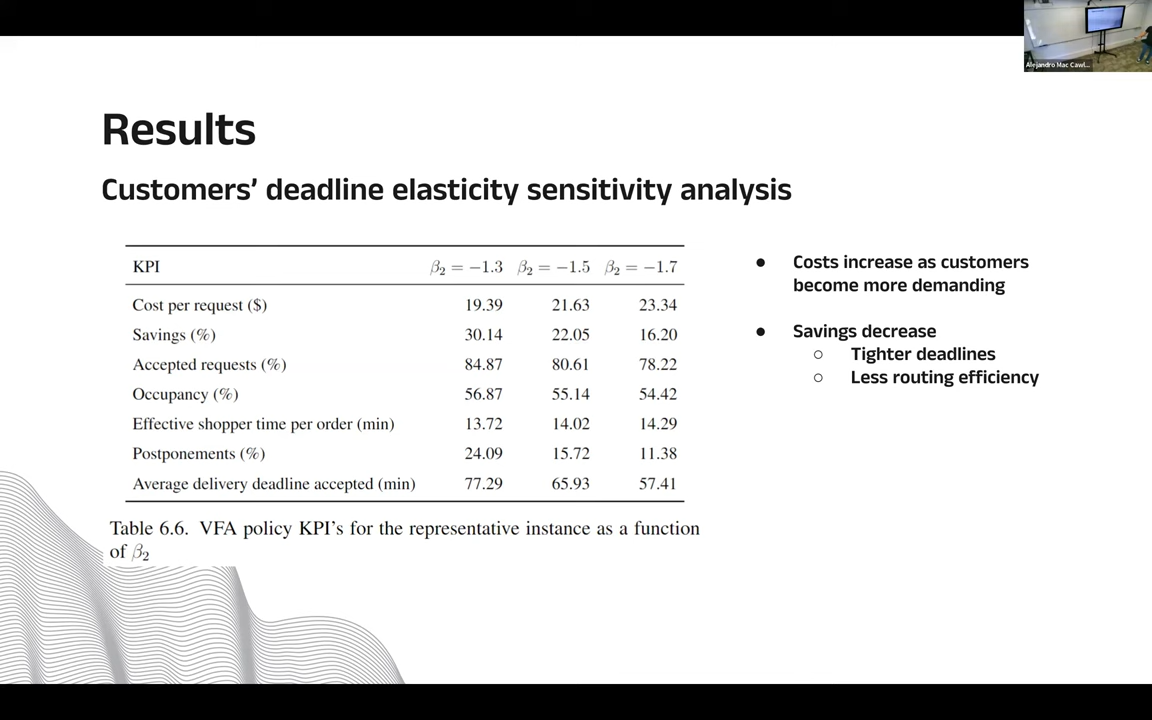 Alejandro Mac Cawl...
Results
Customers’ deadline elasticity sensitivity analysis
KPI β₂ = −1.3 β₂ = −1.5 β₂ = −1.7
Cost per request ($) 19.39 21.63 23.34
Savings (%) 30.14 22.05 16.20
Accepted requests (%) 84.87 80.61 78.22
Occupancy (%) 56.87 55.14 54.42
Effective shopper time per order (min) 13.72 14.02 14.29
Postponements (%) 24.09 15.72 11.38
Average delivery deadline accepted (min) 77.29 65.93 57.41
Table 6.6. VFA policy KPI’s for the representative instance as a function
of β₂
● Costs increase as customers
become more demanding
● Savings decrease
○ Tighter deadlines
○ Less routing efficiency